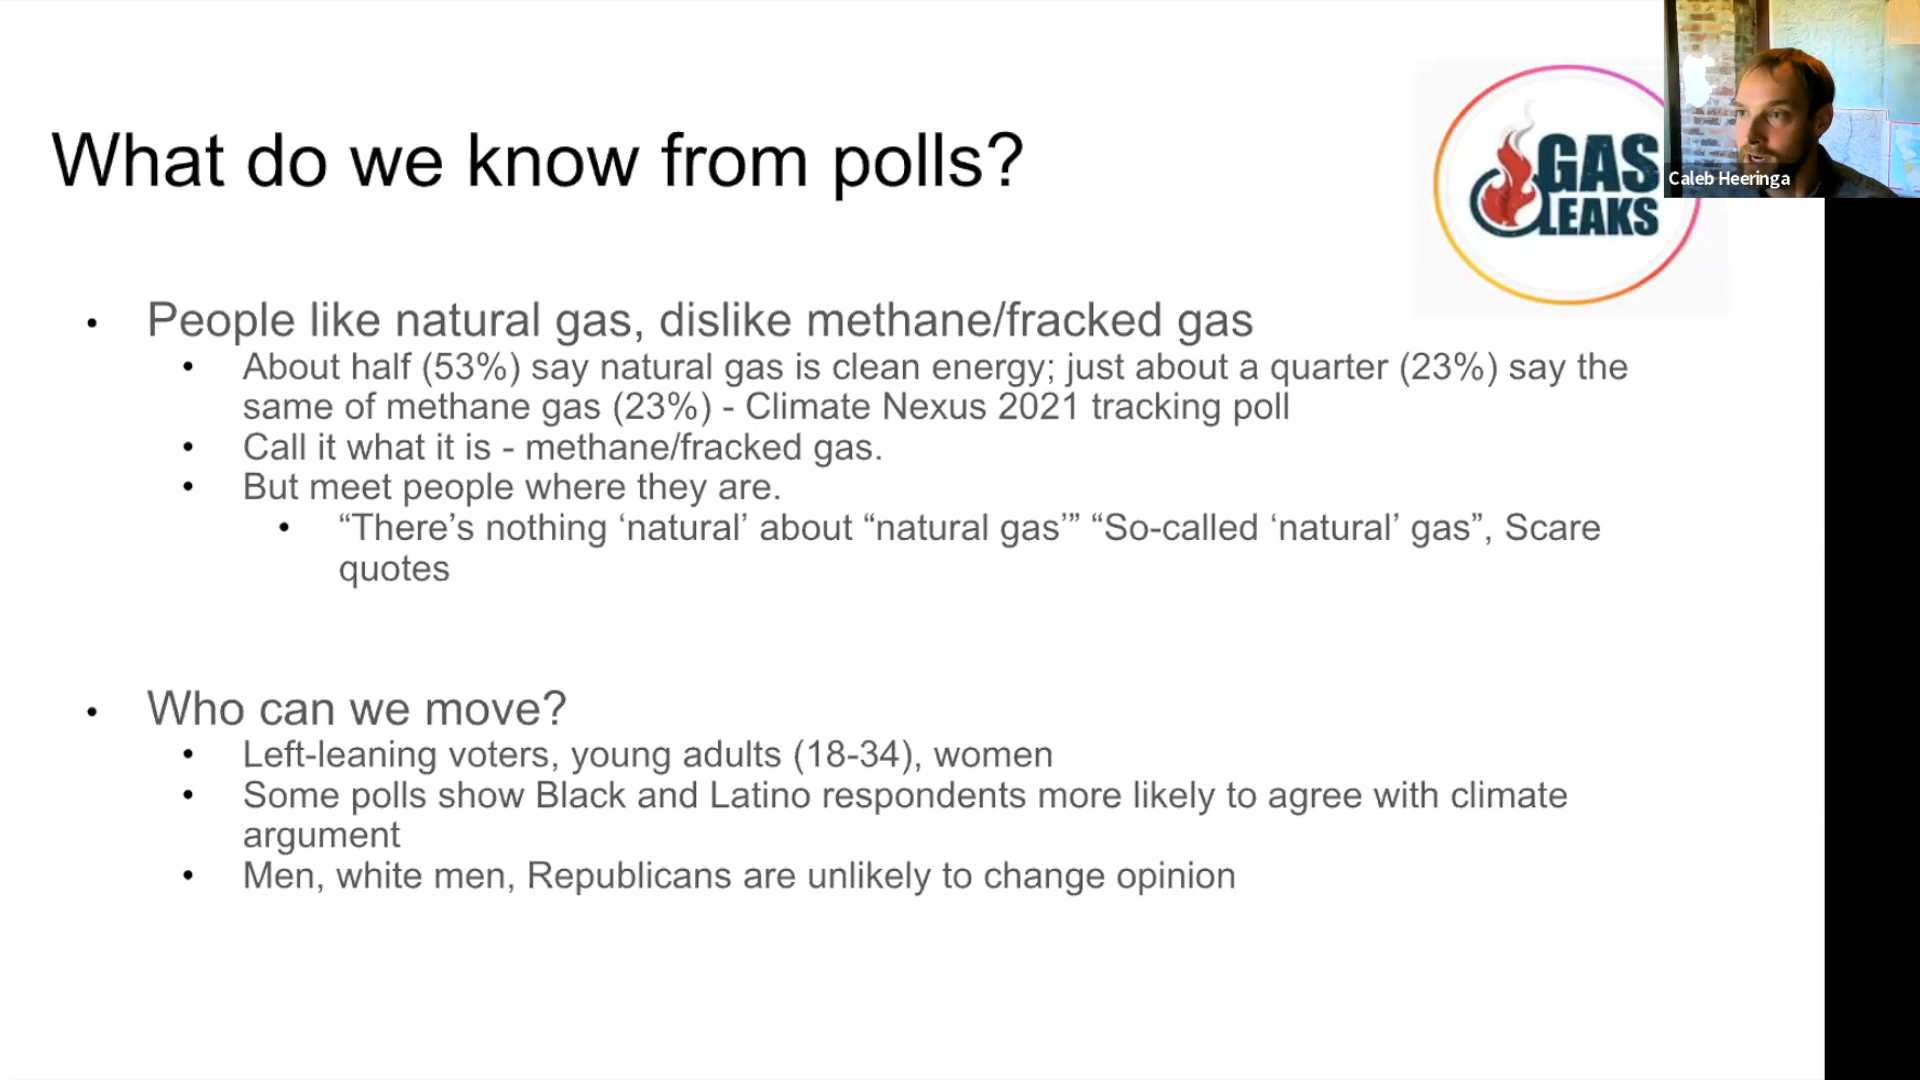 What do we know from polls?
GAS
LEAKS
Caleb Heeringa
• People like natural gas, dislike methane/fracked gas
• About half (53%) say natural gas is clean energy; just about a quarter (23%) say the
same of methane gas (23%) - Climate Nexus 2021 tracking poll
• Call it what it is - methane/fracked gas.
• But meet people where they are.
• “There’s nothing ‘natural’ about “natural gas’” “So-called ‘natural’ gas”, Scare
quotes
• Who can we move?
• Left-leaning voters, young adults (18-34), women
• Some polls show Black and Latino respondents more likely to agree with climate
argument
• Men, white men, Republicans are unlikely to change opinion